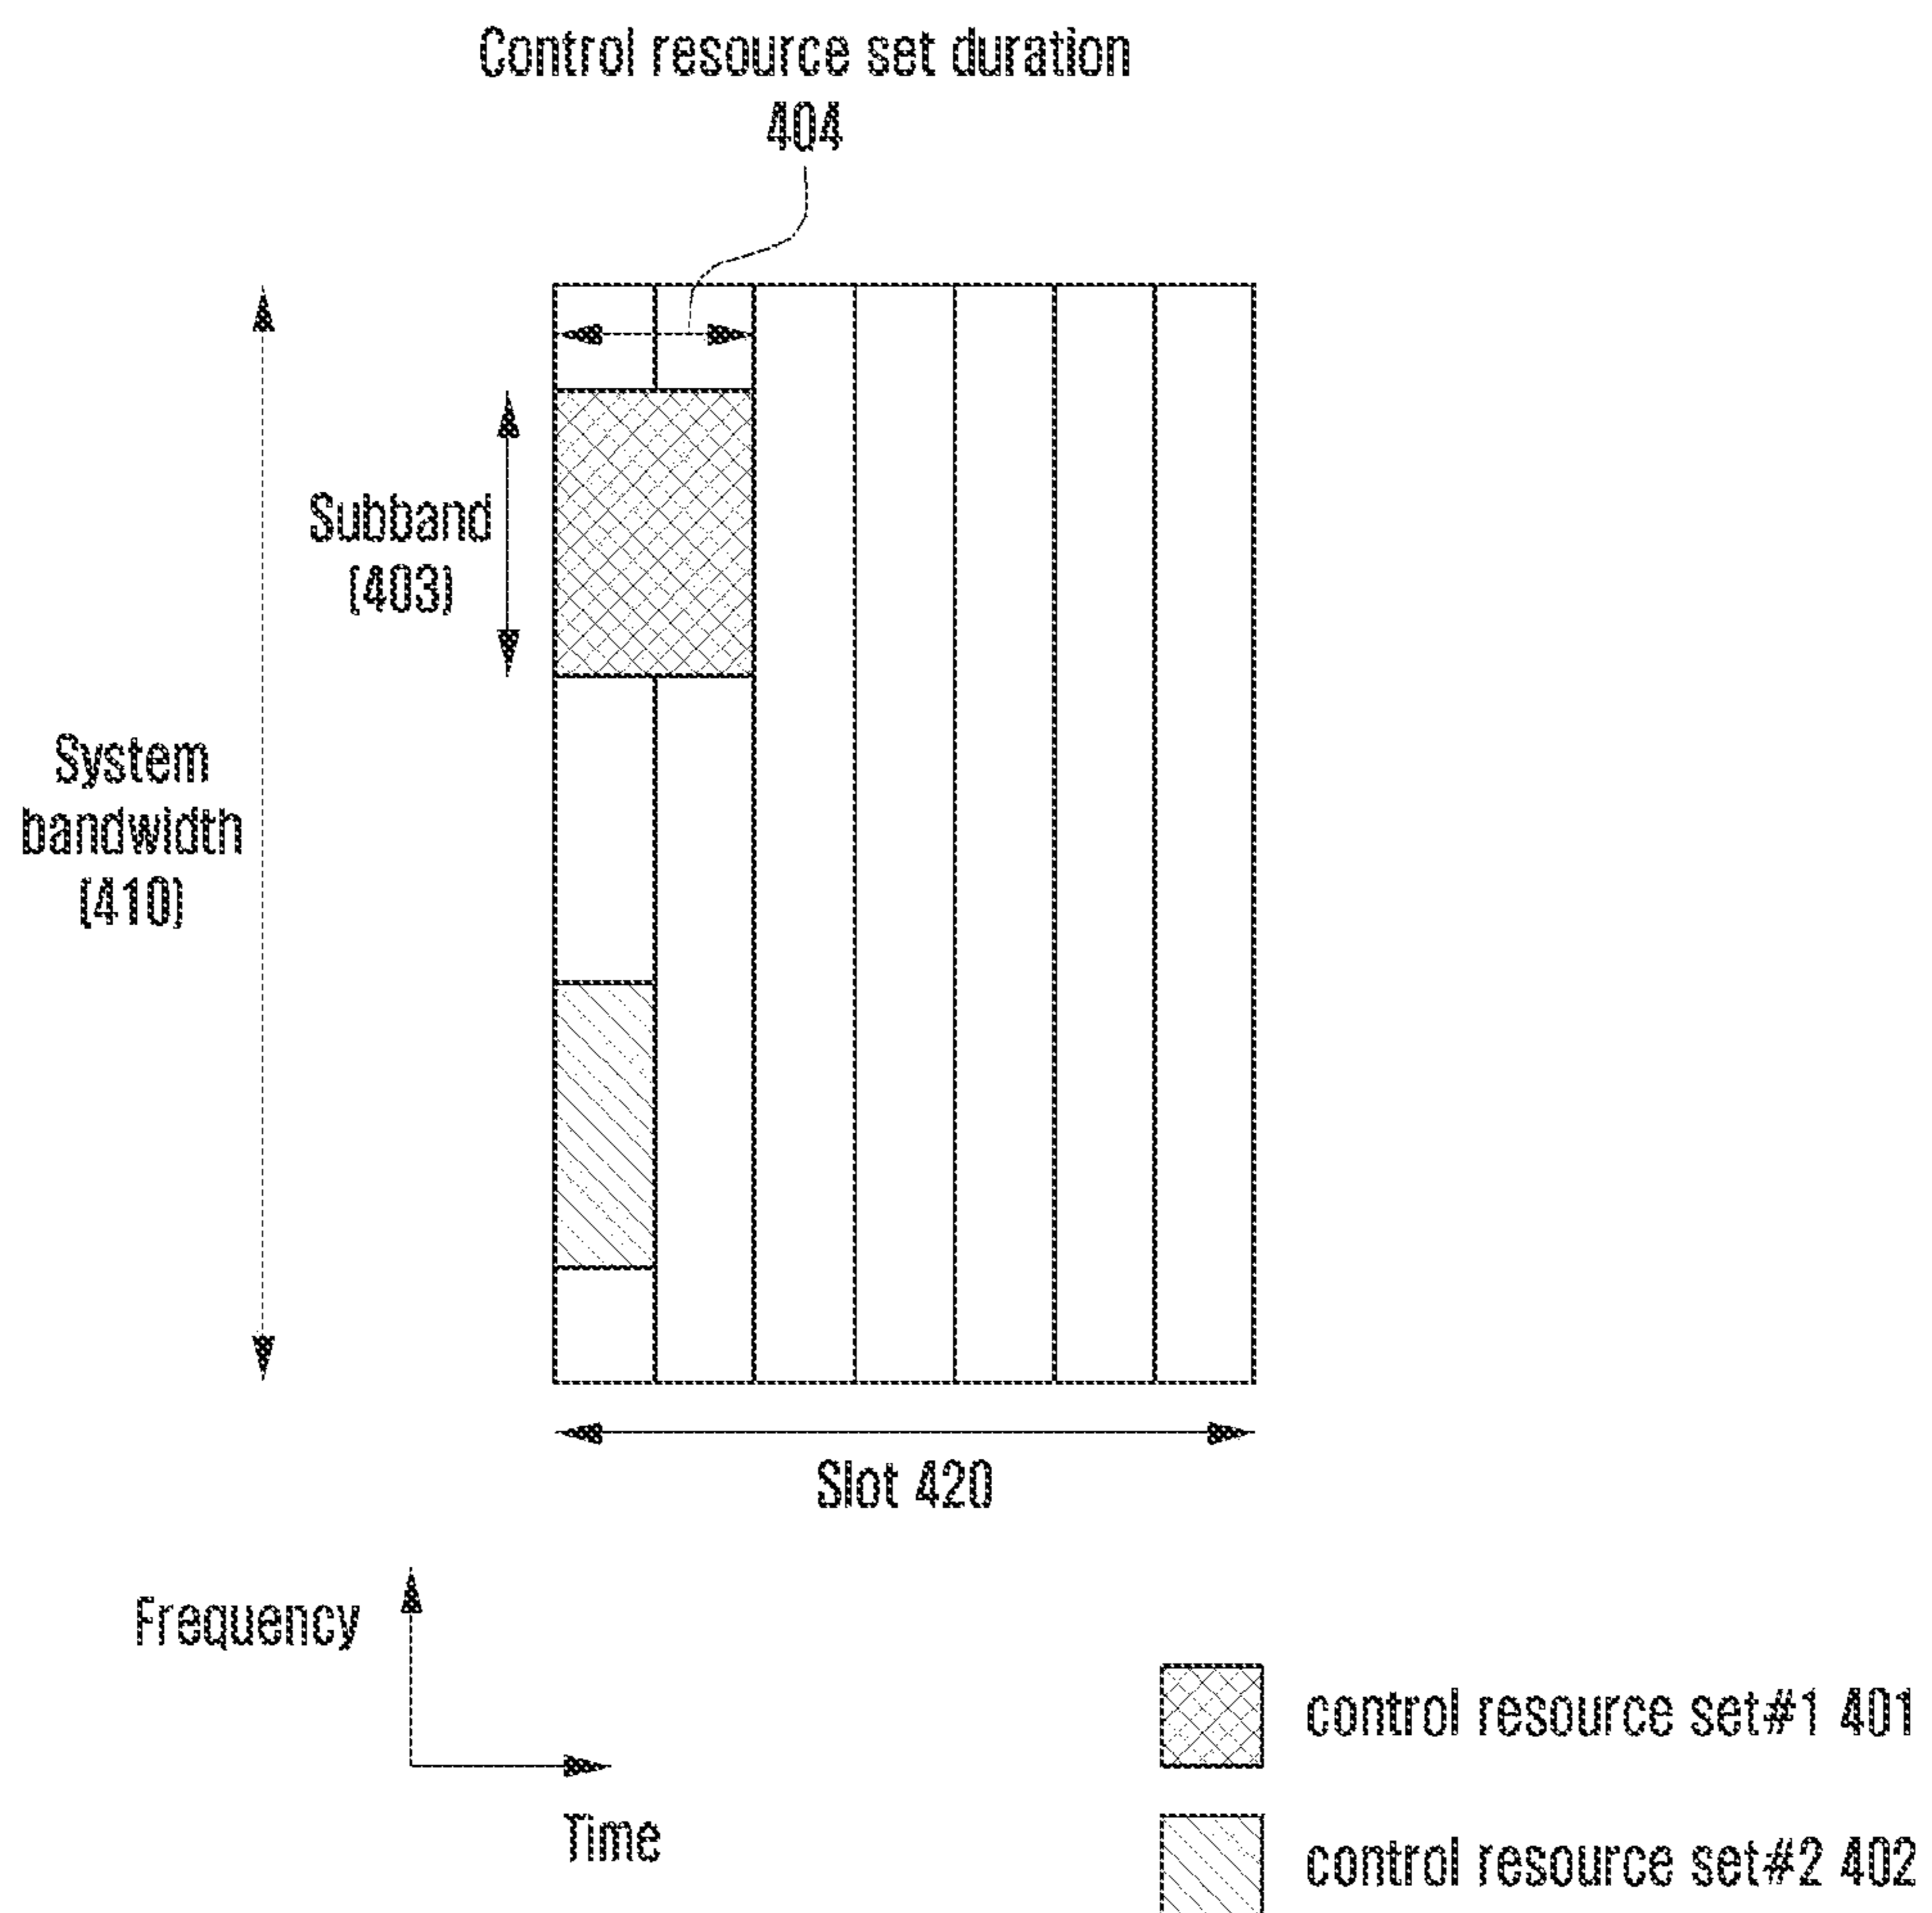 Control resource set duration
404
Subband
(403)
System
bandwidth
(410)
Slot 420
Frequency
Time
control resource set#1 401
control resource set#2 402